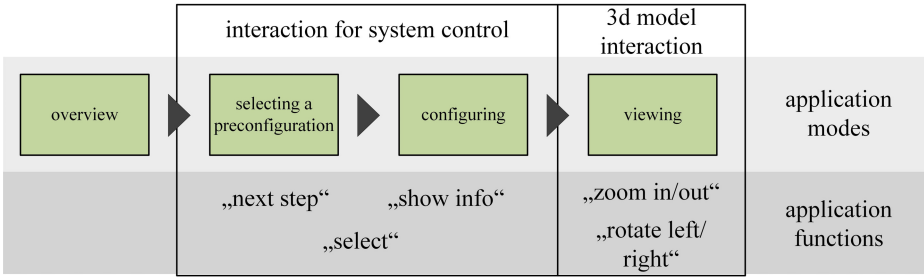 interaction for system control
3d model
interaction
overview
selecting a
preconfiguration
configuring
viewing
application
modes
„next step“
„show info“
„select“
„zoom in/out“
„rotate left/
right“
application
functions